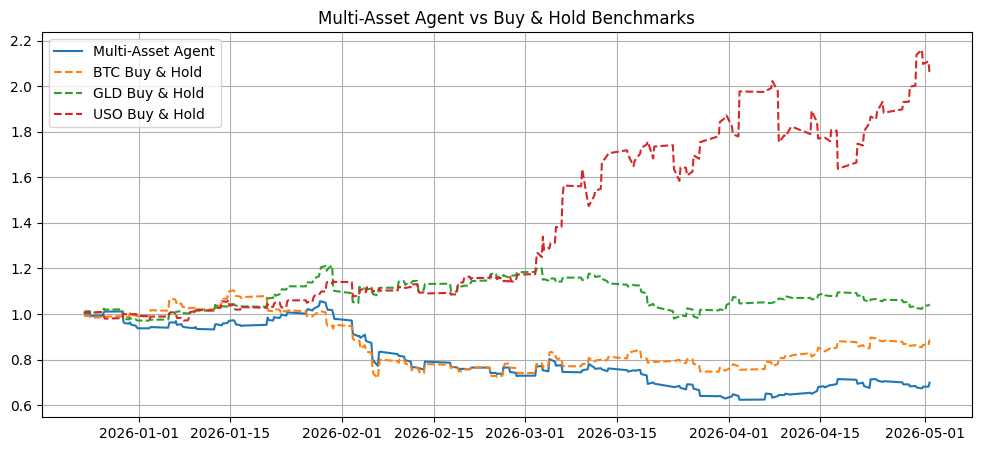 Multi-Asset Agent vs Buy & Hold Benchmarks
Multi-Asset Agent
BTC Buy & Hold
GLD Buy & Hold
USO Buy & Hold
2.2
2.0
1.8
1.6
1.4
1.2
1.0
0.8
0.6
2026-01-01 2026-01-15 2026-02-01 2026-02-15 2026-03-01 2026-03-15 2026-04-01 2026-04-15 2026-05-01